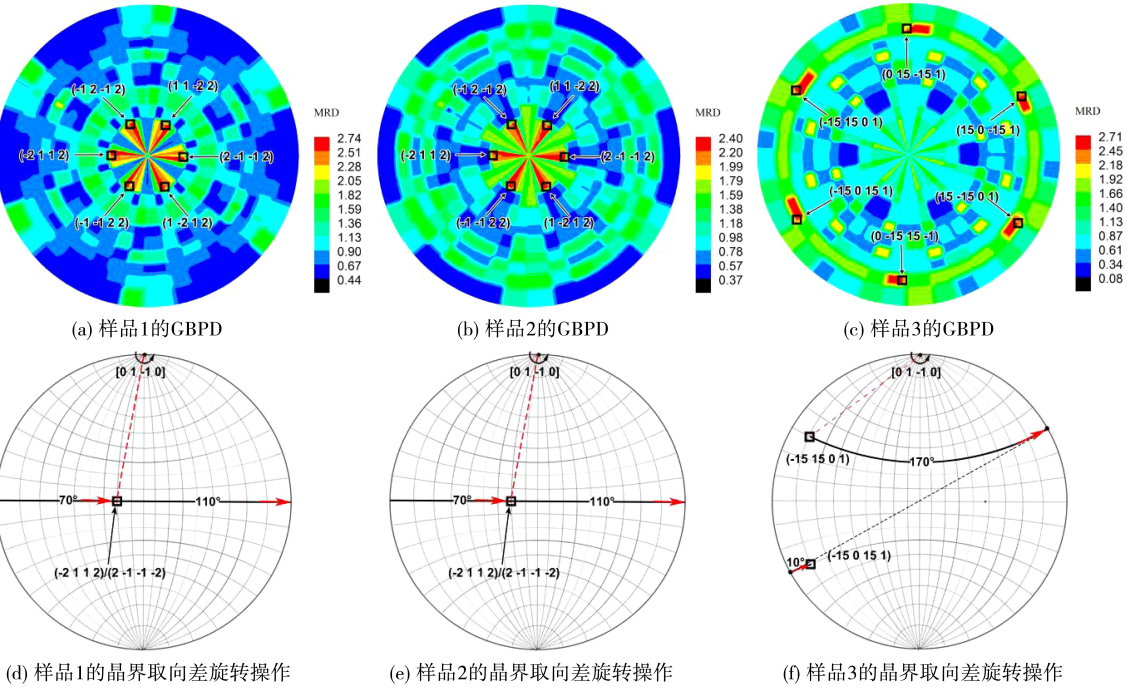 (-1 2 -1 2)
(1 1 -2 2)
(-2 1 1 2)
(2 -1 -1 2)
(-1 -1 2 2)
(1 -2 1 2)
MRD
2.74
2.51
2.28
2.05
1.82
1.59
1.36
1.13
0.90
0.67
0.44
(a) 样品1的GBPD
(-1 2 -1 2)
(1 1 -2 2)
(-2 1 1 2)
(2 -1 -1 2)
(-1 -1 2 2)
(1 -2 1 2)
MRD
2.40
2.20
1.99
1.79
1.59
1.38
1.18
0.98
0.78
0.57
0.37
(b) 样品2的GBPD
(0 15 -15 1)
(-15 15 0 1)
(15 0 -15 1)
(-15 0 15 1)
(15 -15 0 1)
(0 -15 15 -1)
MRD
2.71
2.45
2.18
1.92
1.66
1.40
1.13
0.87
0.61
0.34
0.08
(c) 样品3的GBPD
[0 1 -1 0]
70°
110°
(-2 1 1 2)/(2 -1 -1 -2)
(d) 样品1的晶界取向差旋转操作
[0 1 -1 0]
70°
110°
(-2 1 1 2)/(2 -1 -1 -2)
(e) 样品2的晶界取向差旋转操作
[0 1 -1 0]
(-15 15 0 1)
170°
10°
(-15 0 15 1)
(f) 样品3的晶界取向差旋转操作